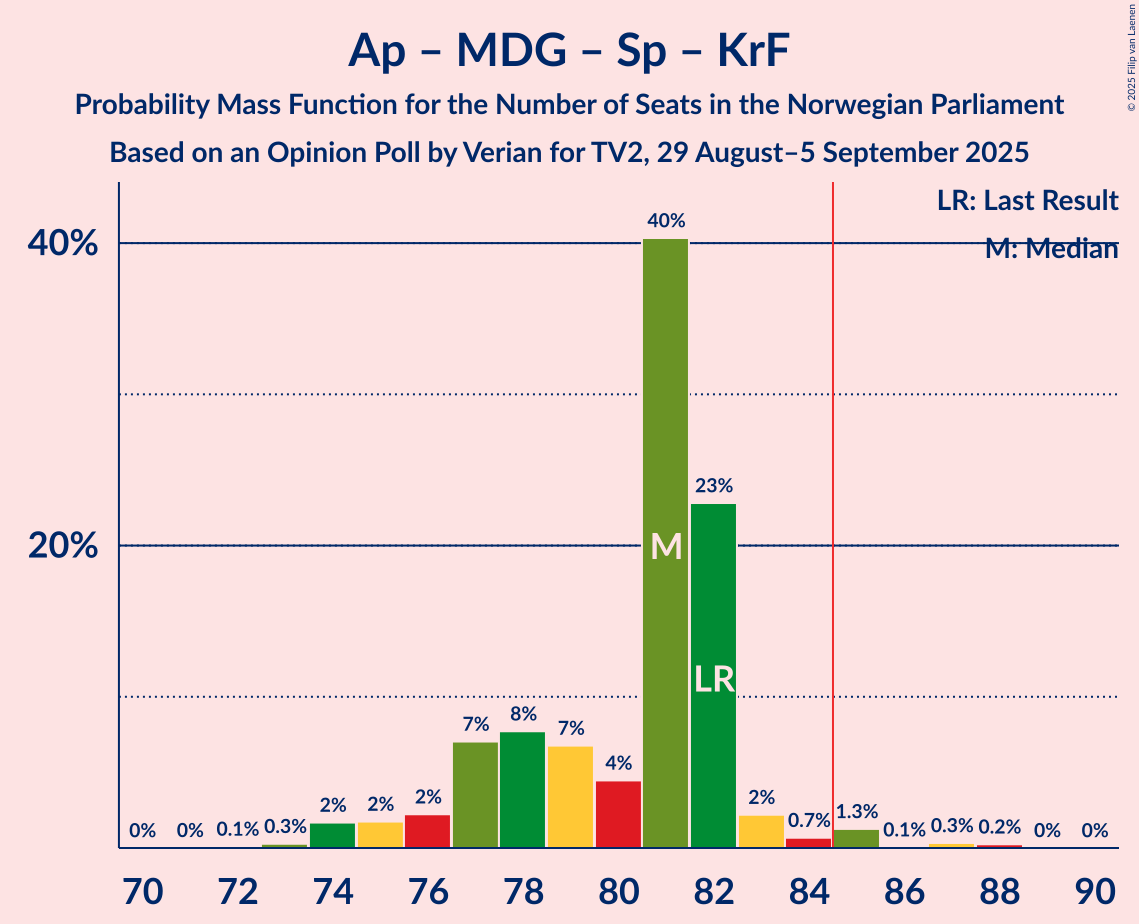 Ap – MDG – Sp – KrF
Probability Mass Function for the Number of Seats in the Norwegian Parliament
Based on an Opinion Poll by Verian for TV2, 29 August–5 September 2025
© 2025 Filip van Laenen
LR: Last Result
M: Median
40%
20%
0%
0%
0.1%
0.3%
2%
2%
2%
7%
8%
7%
4%
40%
23%
2%
0.7%
1.3%
0.1%
0.3%
0.2%
0%
0%
M
LR
70 72 74 76 78 80 82 84 86 88 90